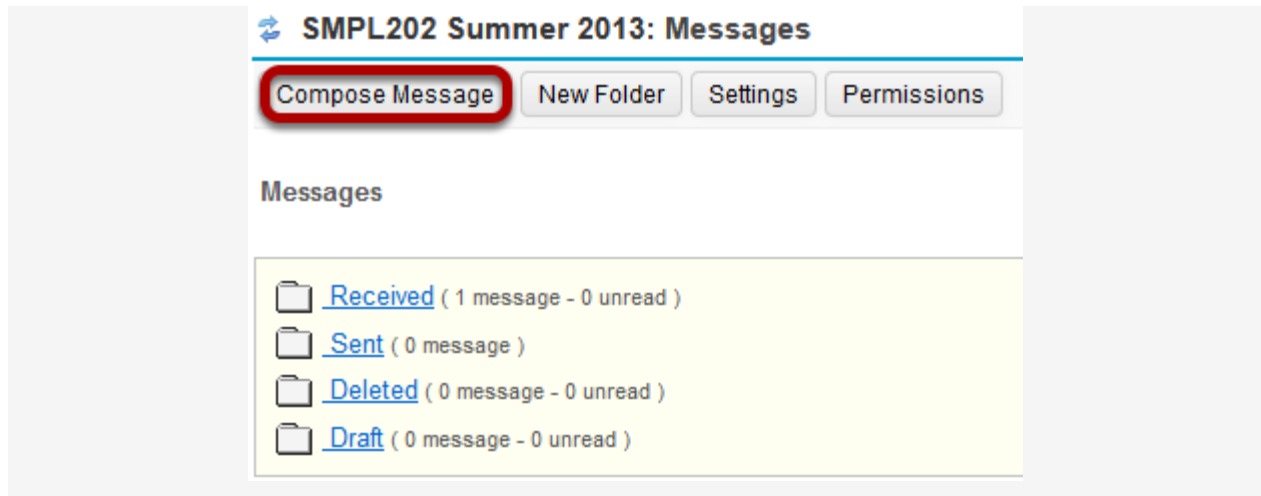 SMPL202 Summer 2013: Messages
Compose Message New Folder Settings Permissions
Messages
Received ( 1 message - 0 unread )
Sent ( 0 message )
Deleted ( 0 message - 0 unread )
Draft ( 0 message - 0 unread )